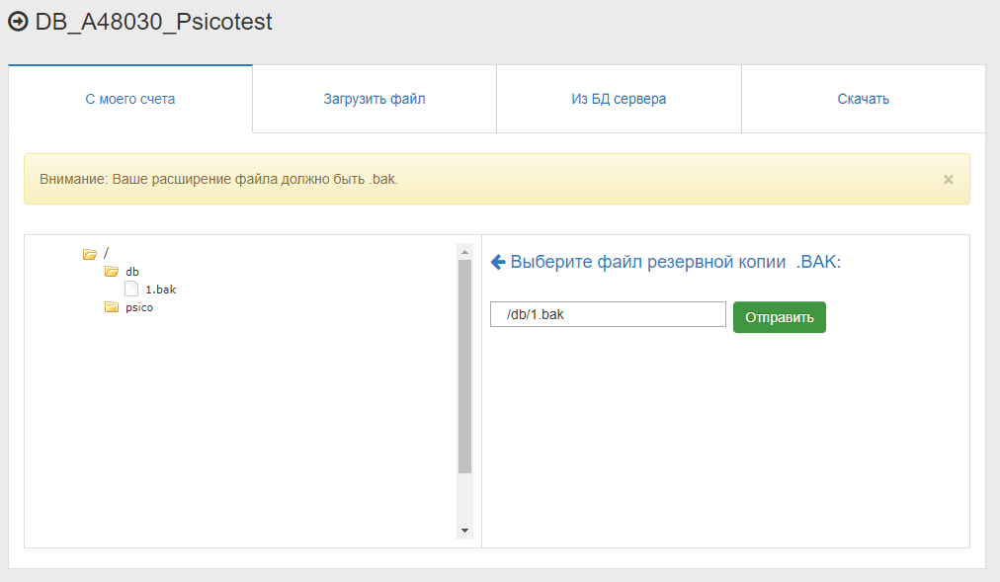 DB_A48030_Psicotest
С моего счета
Загрузить файл
Из БД сервера
Скачать
Внимание: Ваше расширение файла должно быть .bak.
×
/
db
1.bak
psico
Выберите файл резервной копии .BAK:
/db/1.bak
Отправить